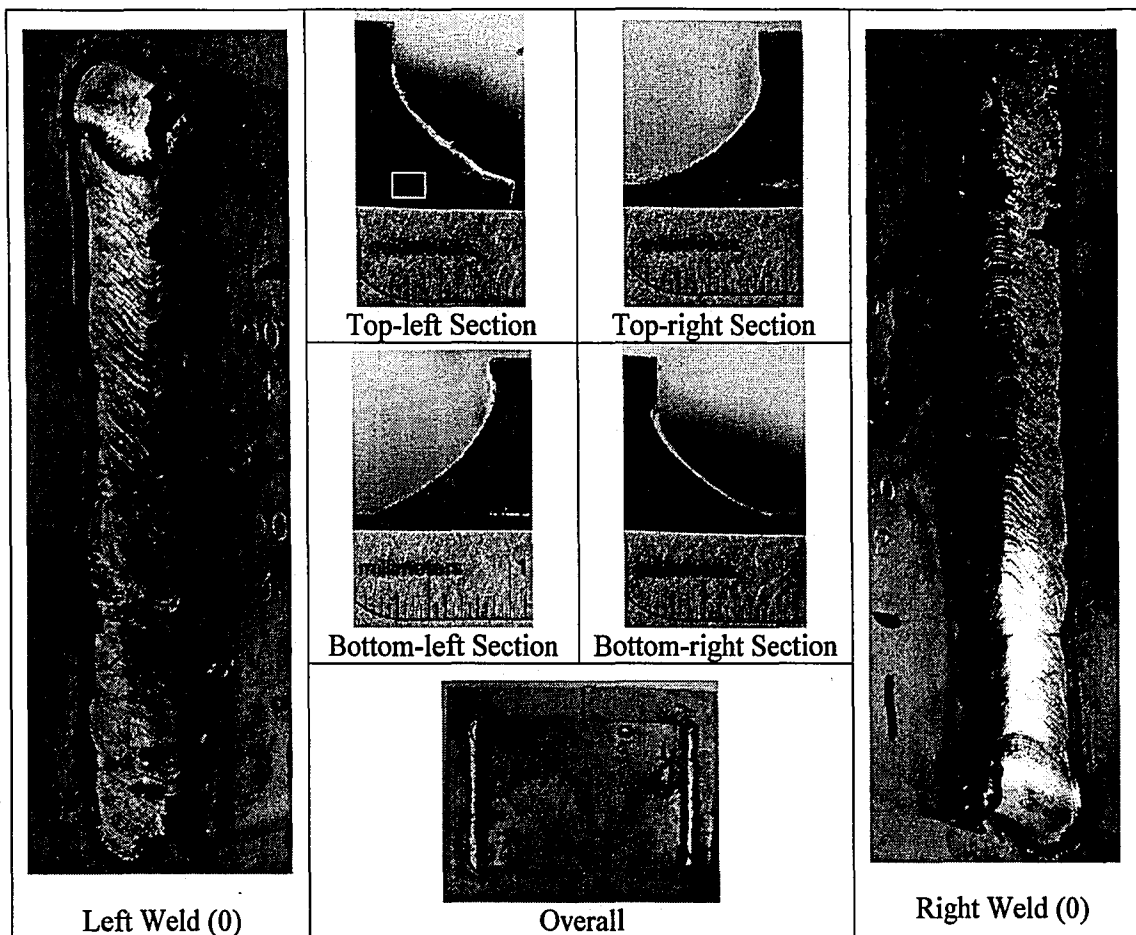 Top-left Section
Top-right Section
Bottom-left Section
Bottom-right Section
Left Weld (0)
Overall
Right Weld (0)